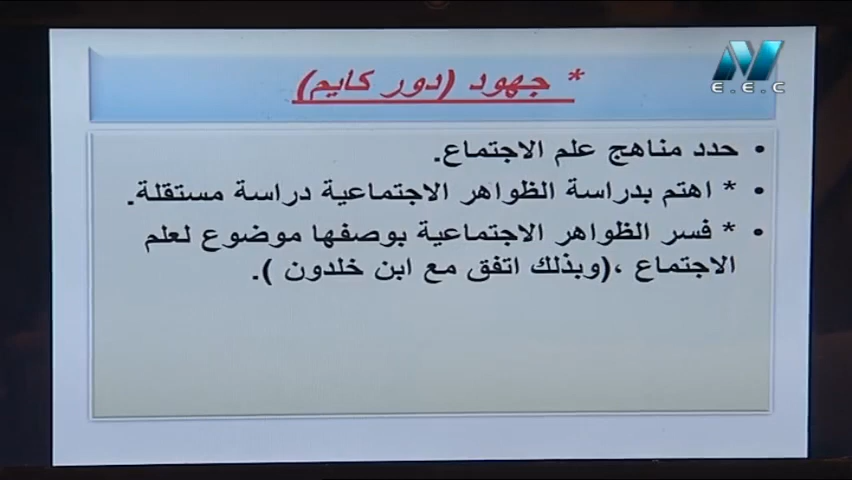 * جهود (دور كايم)
• حدد مناهج علم الاجتماع.
• * اهتم بدراسة الظواهر الاجتماعية دراسة مستقلة.
• * فسر الظواهر الاجتماعية بوصفها موضوع لعلم
الاجتماع ،(وبذلك اتفق مع ابن خلدون ).
E.E.C